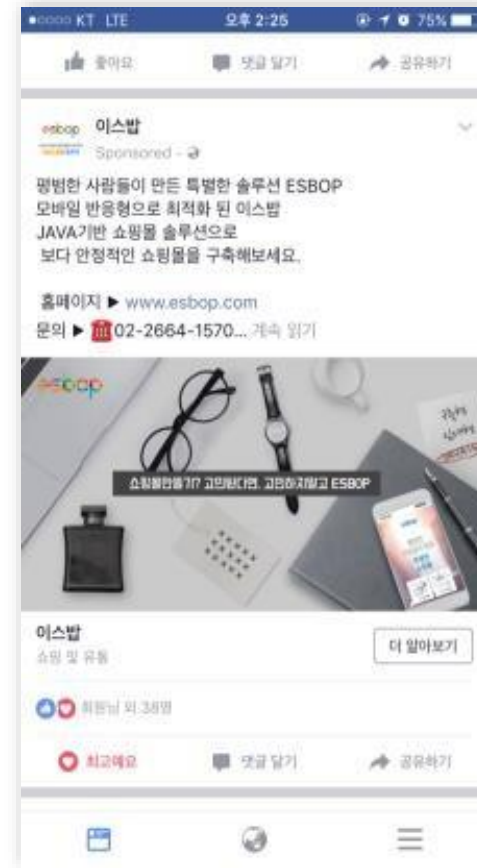 KT LTE 오후 2:25 75%
좋아요 댓글 달기 공유하기
esbop 이스밥
Sponsored
평범한 사람들이 만든 특별한 솔루션 ESBOP
모바일 반응형으로 최적화 된 이스밥
JAVA기반 쇼핑몰 솔루션으로
보다 안정적인 쇼핑몰을 구축해보세요.
홈페이지 ▶ www.esbop.com
문의 ▶ ☎02-2664-1570... 계속 읽기
esbop
쇼핑몰만들기? 고민된다면, 고민하지말고 ESBOP
이스밥
쇼핑 및 유통
더 알아보기
회원님 외 38명
최고예요 댓글 달기 공유하기